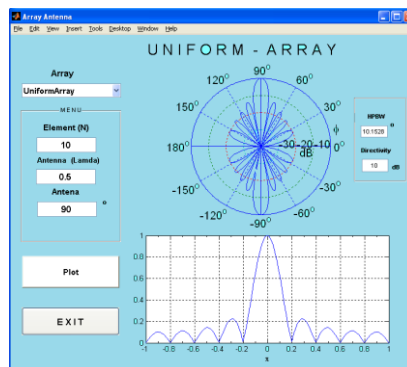 Array Antenna
File Edit View Insert Tools Desktop Window Help
UNIFORM - ARRAY
Array
UniformArray
MENU
Element (N)
10
Antenna (Lamda)
0.5
Antena
90 o
Plot
EXIT
90o
120o 60o
150o 30o
180o -30 -20 -10 0o
dB
ϕ
-150o -30o
-120o -60o
-90o
HPBW
10.1528 o
Directivity
10 dB
1
0.8
0.6
0.4
0.2
0
-1 -0.8 -0.6 -0.4 -0.2 0 0.2 0.4 0.6 0.8 1
x